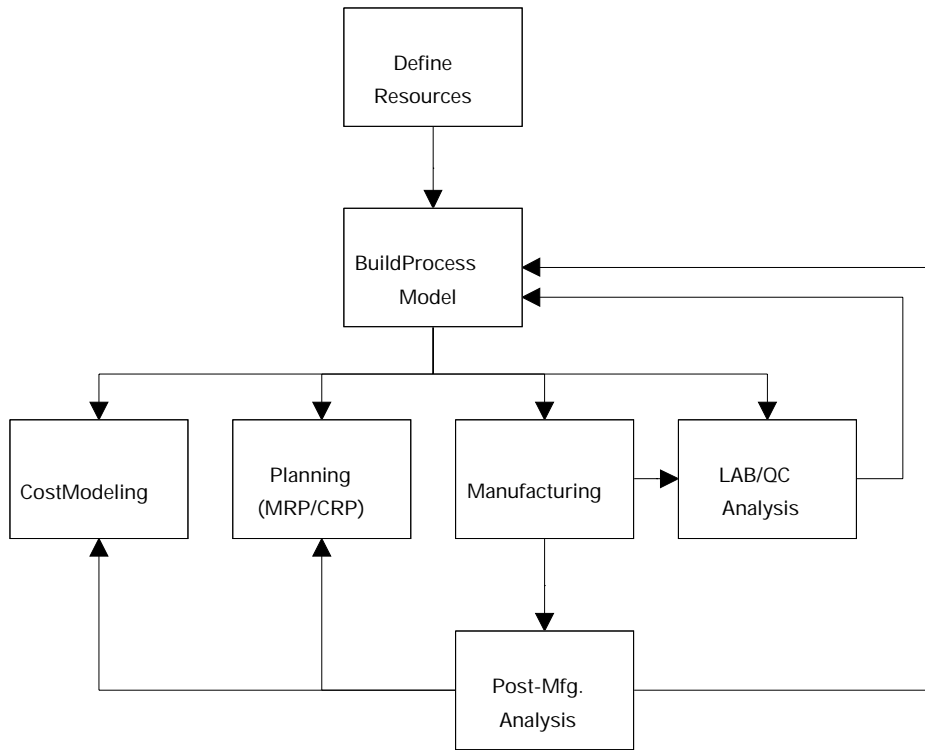 Define
Resources
BuildProcess
Model
CostModeling
Planning
(MRP/CRP)
Manufacturing
LAB/QC
Analysis
Post-Mfg.
Analysis